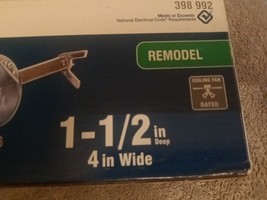 398 992
Meets or Exceeds
National Electrical Code® Requirements
REMODEL
CEILING FAN
RATED
1-1/2 in
Deep
4 in Wide